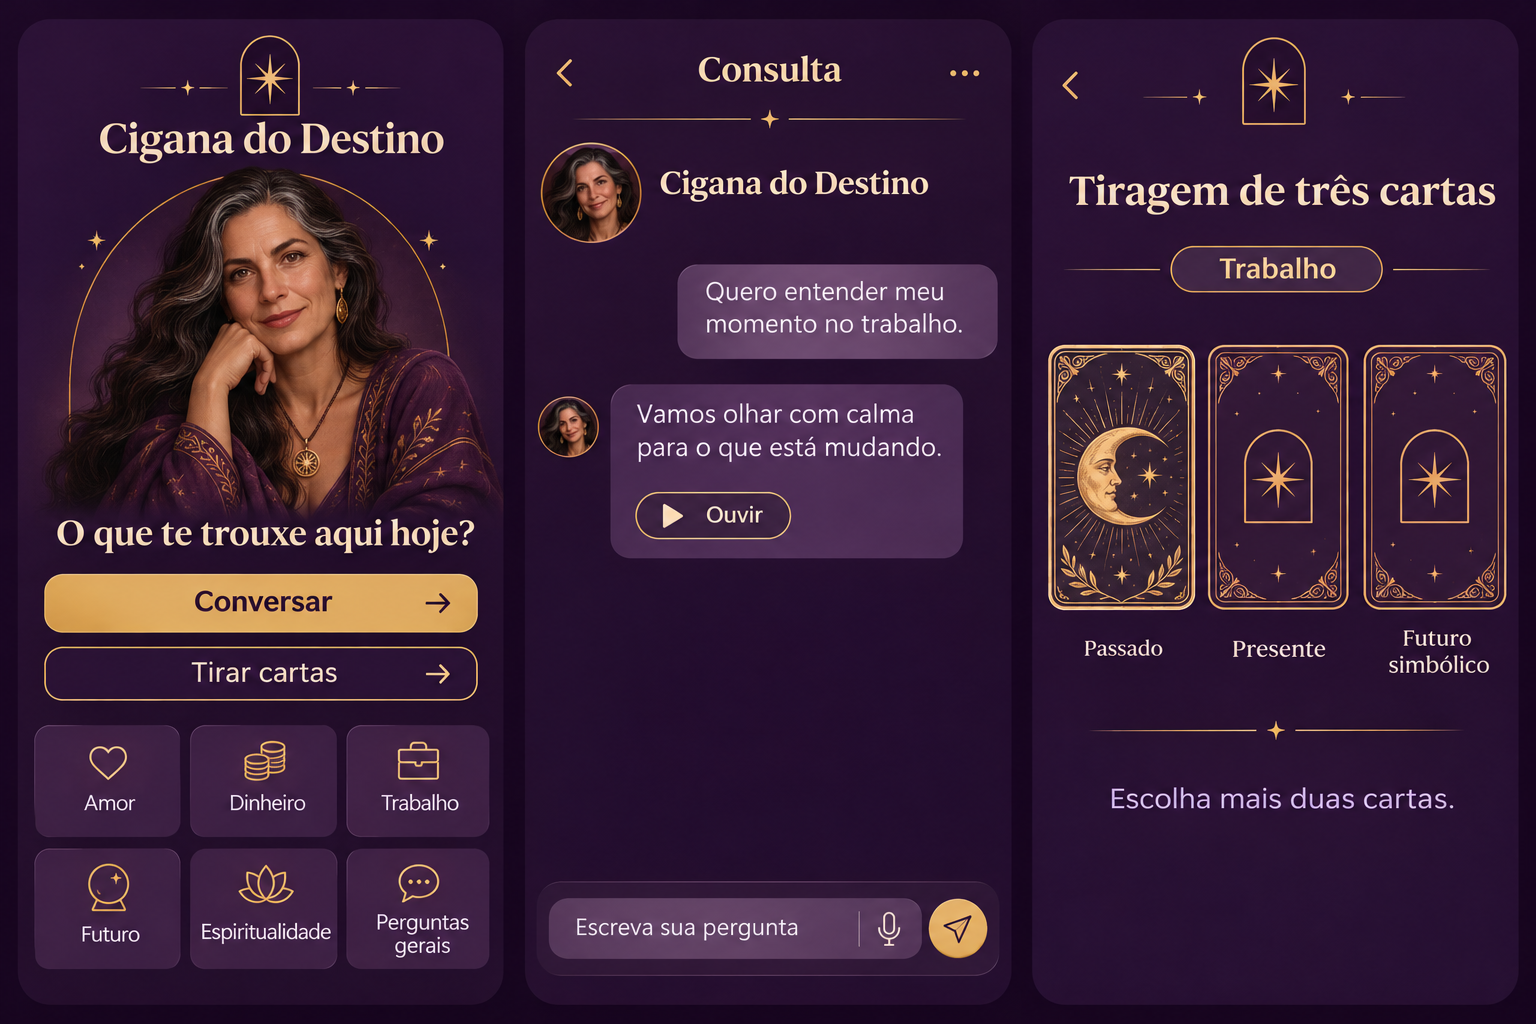 Cigana do Destino
O que te trouxe aqui hoje?
Conversar
Tirar cartas
Amor
Dinheiro
Trabalho
Futuro
Espiritualidade
Perguntas
gerais
Consulta
Cigana do Destino
Quero entender meu
momento no trabalho.
Vamos olhar com calma
para o que está mudando.
Ouvir
Escreva sua pergunta
Tiragem de três cartas
Trabalho
Passado
Presente
Futuro
simbólico
Escolha mais duas cartas.